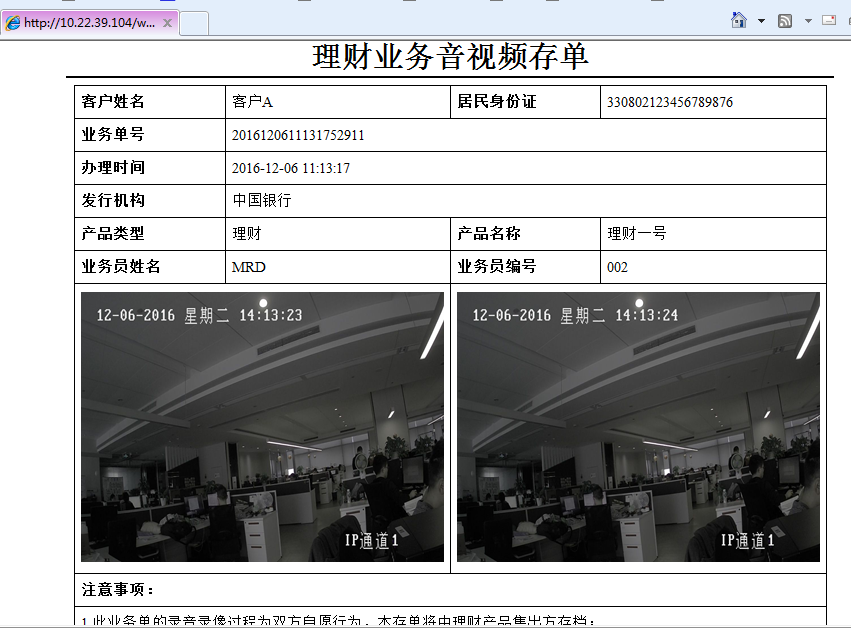 http://10.22.39.104/w...
理财业务音视频存单
客户姓名 客户A 居民身份证 330802123456789876
业务单号 2016120611131752911
办理时间 2016-12-06 11:13:17
发行机构 中国银行
产品类型 理财 产品名称 理财一号
业务员姓名 MRD 业务员编号 002
12-06-2016 星期二 14:13:23
IP通道1
12-06-2016 星期二 14:13:24
IP通道1
注意事项：
1.此业务单的录音录像过程为双方自愿行为，本存单将由理财产品售出方存档；